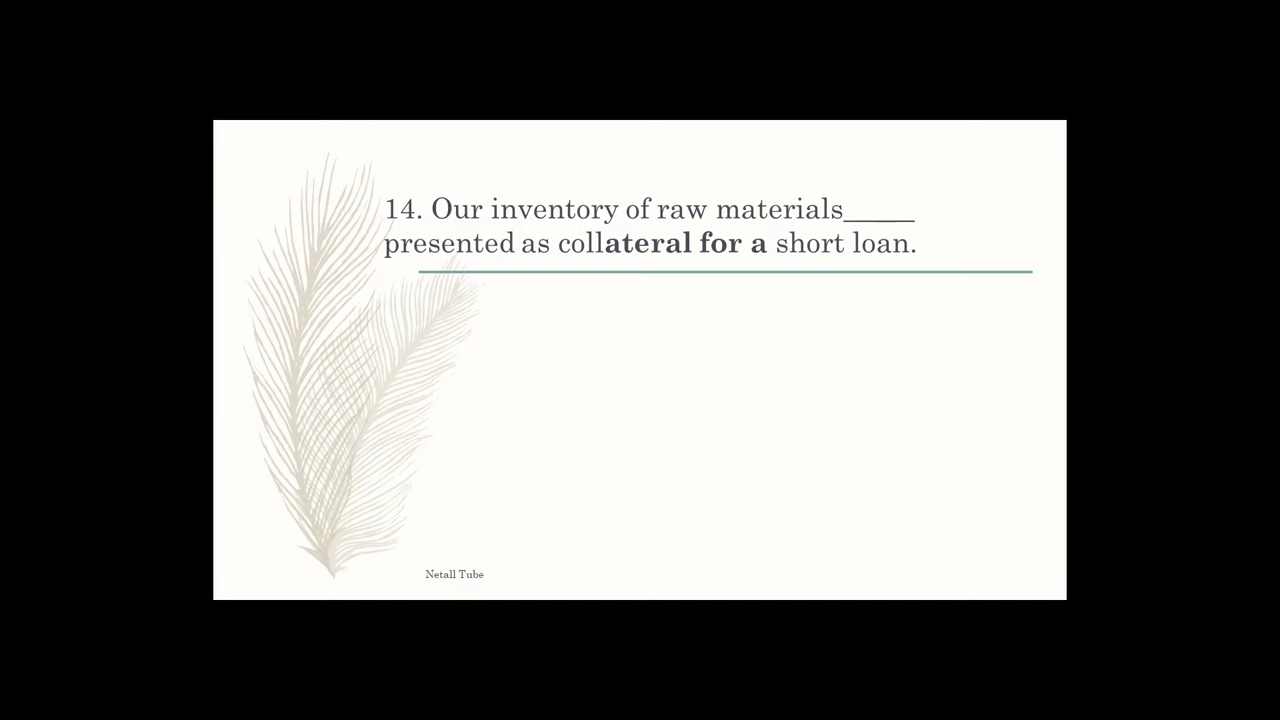 14. Our inventory of raw materials_____
presented as collateral for a short loan.
Netall Tube